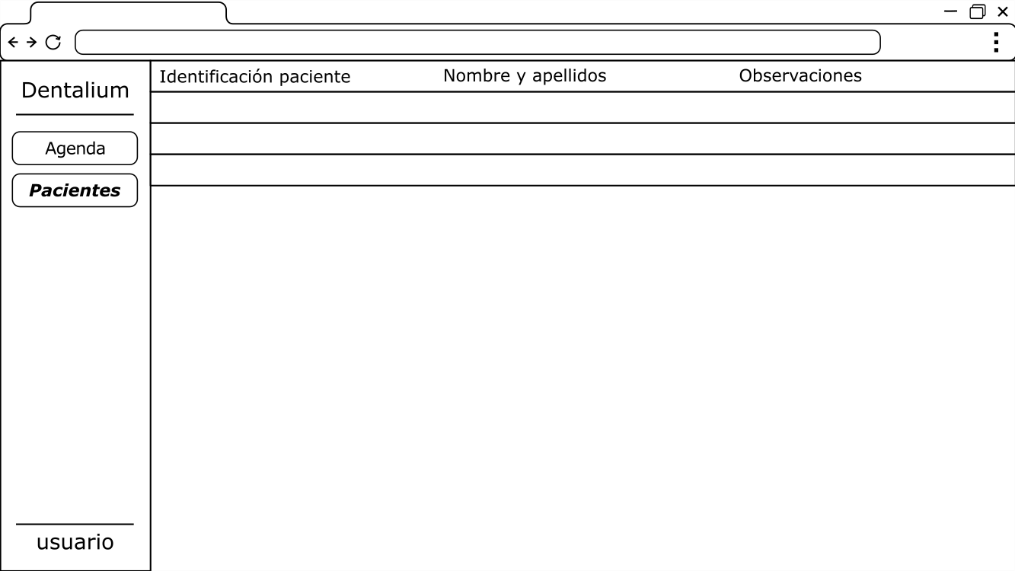 Dentalium
Agenda
Pacientes
usuario
Identificación paciente
Nombre y apellidos
Observaciones